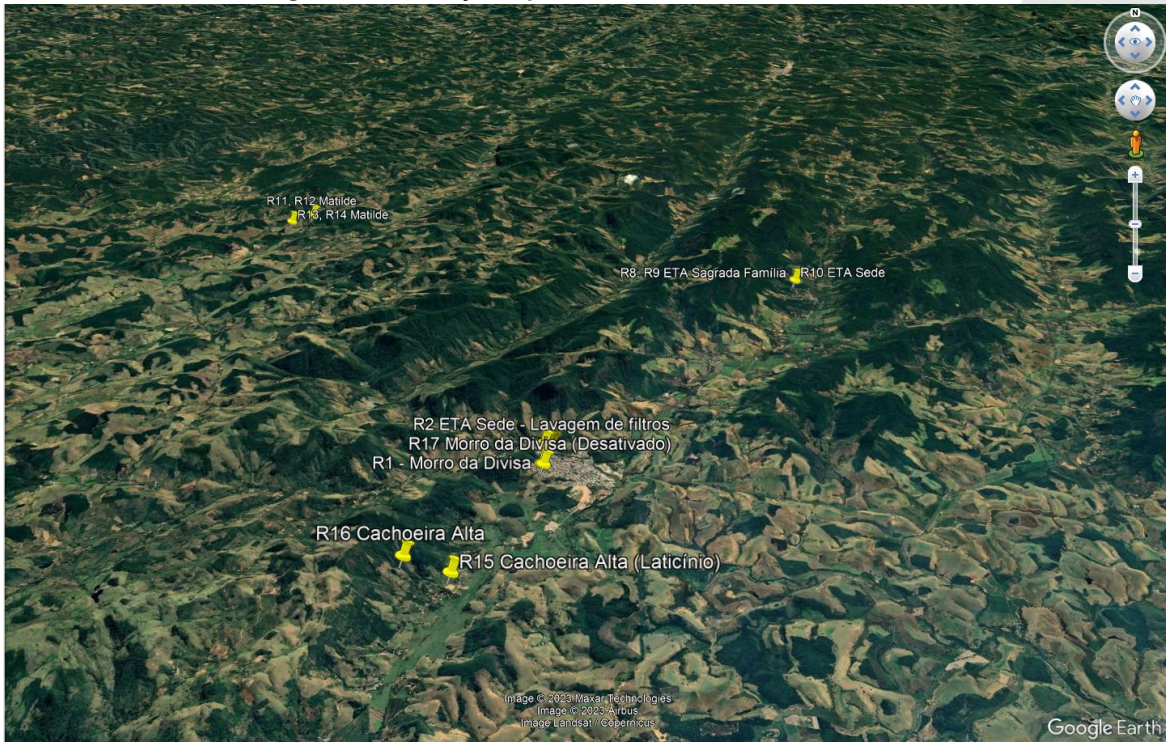 N
R11, R12 Matilde
R13, R14 Matilde
R8, R9 ETA Sagrada Família
R10 ETA Sede
R2 ETA Sede - Lavagem de filtros
R17 Morro da Divisa (Desativado)
R1 - Morro da Divisa
R16 Cachoeira Alta
R15 Cachoeira Alta (Laticínio)
Image © 2023 Maxar Technologies
Image © 2023 Airbus
Image Landsat / Copernicus
Google Earth